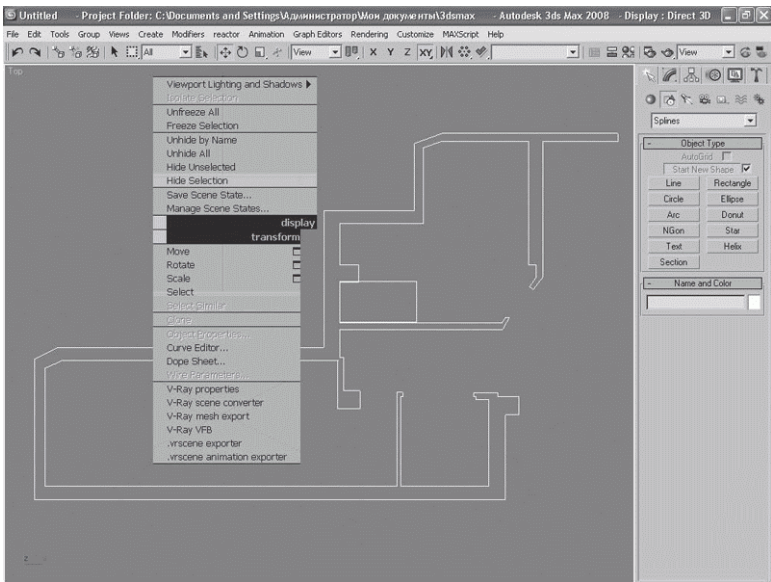 Untitled - Project Folder: C:\Documents and Settings\Администратор\Мои документы\3dsmax - Autodesk 3ds Max 2008 - Display : Direct 3D
File Edit Tools Group Views Create Modifiers reactor Animation Graph Editors Rendering Customize MAXScript Help
All View X Y Z XY View
Top
Viewport Lighting and Shadows
Isolate Selection
Unfreeze All
Freeze Selection
Unhide by Name
Unhide All
Hide Unselected
Hide Selection
Save Scene State...
Manage Scene States...
display
transform
Move
Rotate
Scale
Select
Select Similar
Clone
Object Properties...
Curve Editor...
Dope Sheet...
Wire Parameters...
V-Ray properties
V-Ray scene converter
V-Ray mesh export
V-Ray VFB
.vrscene exporter
.vrscene animation exporter
Splines
- Object Type
AutoGrid
Start New Shape
Line Rectangle
Circle Ellipse
Arc Donut
NGon Star
Text Helix
Section
- Name and Color
z